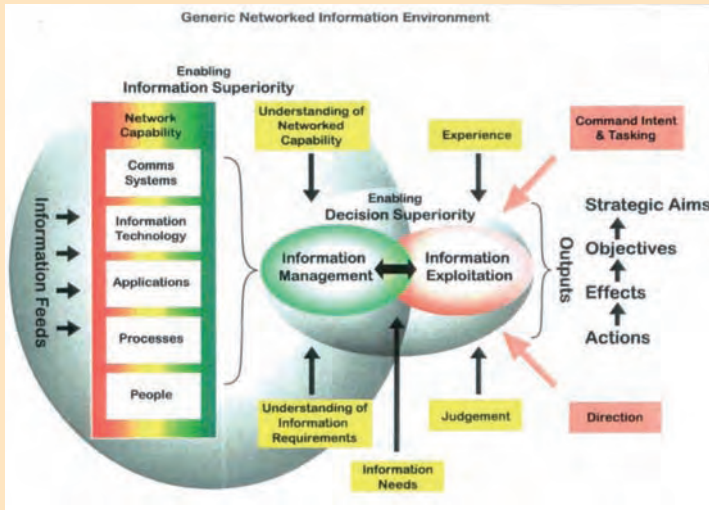 Generic Networked Information Environment
Enabling
Information Superiority
Network
Capability
Comms
Systems
Information
Technology
Applications
Processes
People
Information Feeds
Understanding of
Networked
Capability
Experience
Command Intent
& Tasking
Enabling
Decision Superiority
Information
Management
Information
Exploitation
Outputs
Strategic Aims
Objectives
Effects
Actions
Understanding of
Information
Requirements
Judgement
Direction
Information
Needs